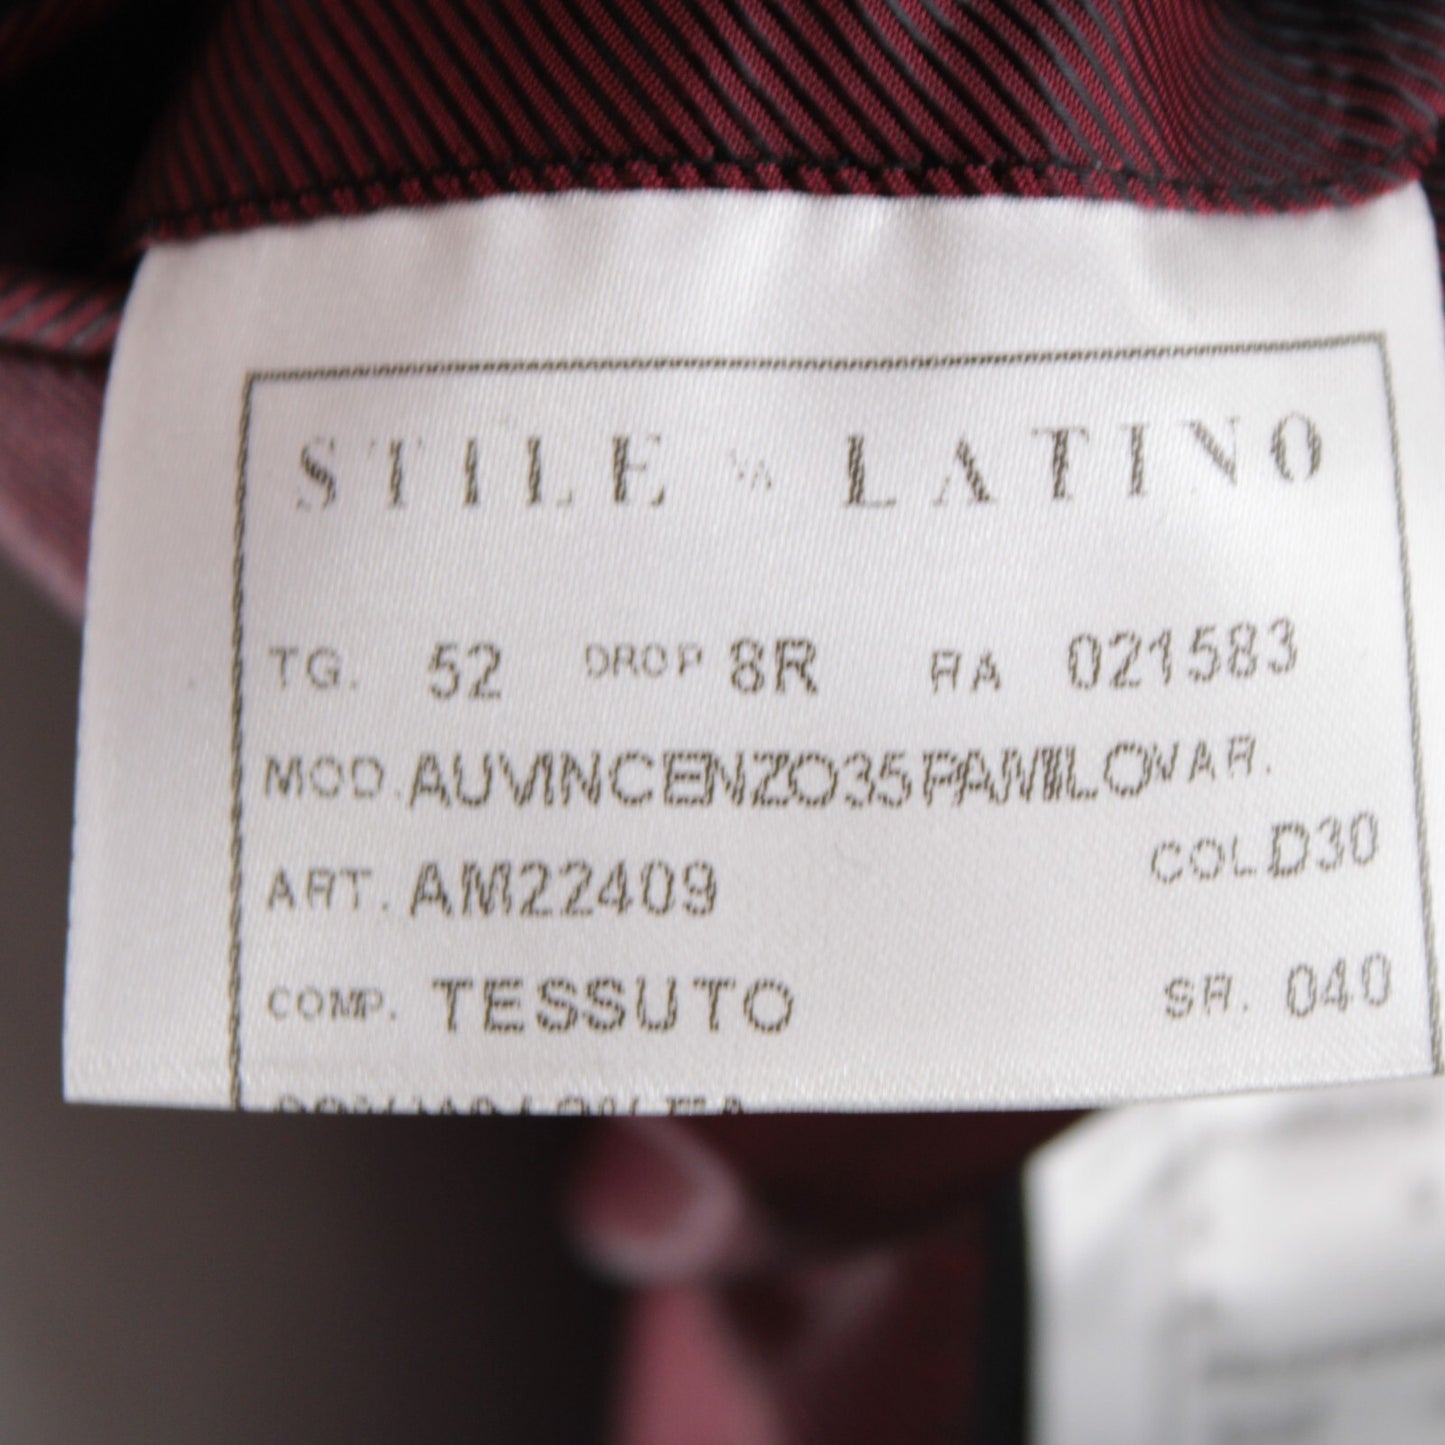 STILE LATINO
TG. 52 DROP 8R RA 021583
MOD. AUVINCENZO35PAMILO VAR.
ART. AM22409 COL D30
COMP. TESSUTO SR. 040